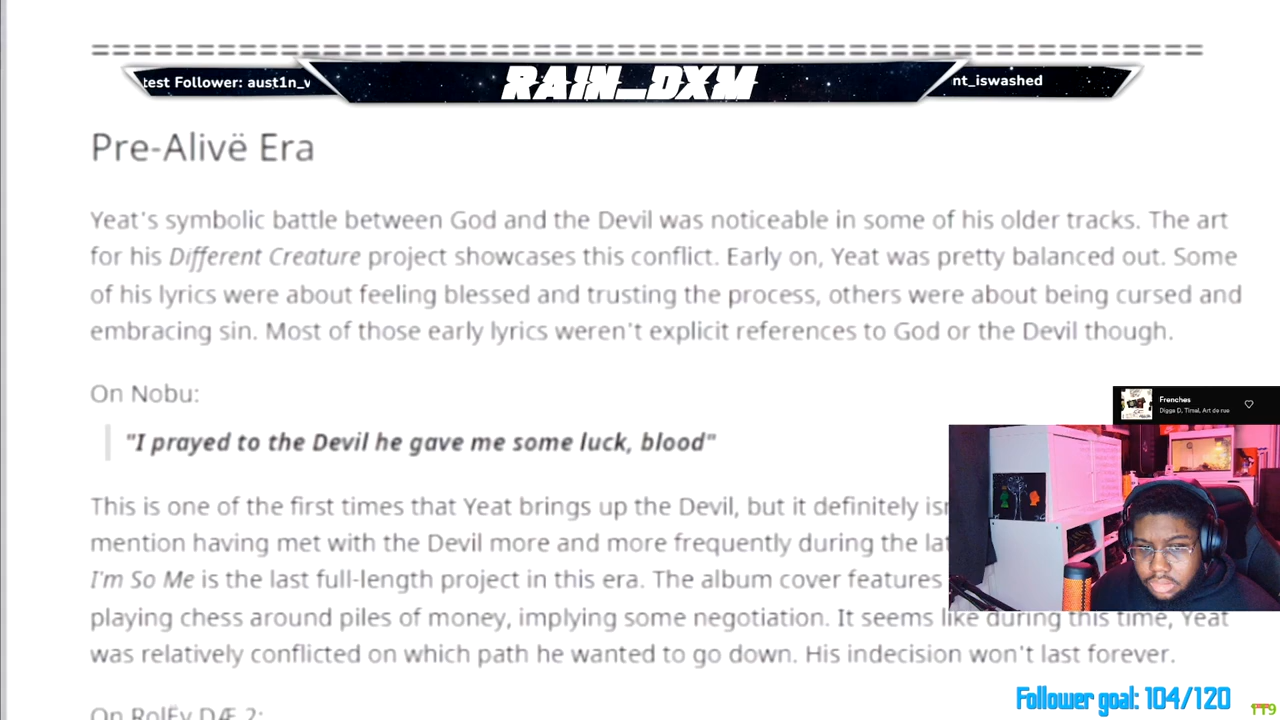 ==================================================
test Follower: aust1n_v
RAIN_DXM
nt_iswashed
Pre-Alivë Era
Yeat's symbolic battle between God and the Devil was noticeable in some of his older tracks. The art
for his Different Creature project showcases this conflict. Early on, Yeat was pretty balanced out. Some
of his lyrics were about feeling blessed and trusting the process, others were about being cursed and
embracing sin. Most of those early lyrics weren't explicit references to God or the Devil though.
On Nobu:
"I prayed to the Devil he gave me some luck, blood"
This is one of the first times that Yeat brings up the Devil, but it definitely
mention having met with the Devil more and more frequently during the
I'm So Me is the last full-length project in this era. The album cover features
playing chess around piles of money, implying some negotiation. It seems like during this time, Yeat
was relatively conflicted on which path he wanted to go down. His indecision won't last forever.
On RolËy DÆ 2:
Frenches
Digga D, Timal, Art de rue
Follower goal: 104/120
119